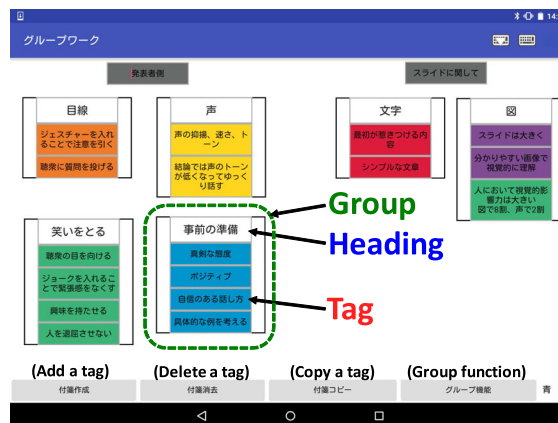 14:
グループワーク
発表者側
スライドに関して
目線
ジェスチャーを入れ
ることで注意を引く
聴衆に質問を投げる
声
声の抑揚、速さ、ト
ーン
結論では声のトーン
が低くなってゆっく
り話す
文字
最初が惹きつける内
容
シンプルな文章
図
スライドは大きく
分かりやすい画像で
視覚的に理解
人において視覚的影
響力は大きい
図で8割、声で2割
Group
Heading
Tag
笑いをとる
聴衆の目を向ける
ジョークを入れるこ
とで緊張感をなくす
興味を持たせる
人を退屈させない
事前の準備
真剣な態度
ポジティブ
自信のある話し方
具体的な例を考える
(Add a tag)
(Delete a tag)
(Copy a tag)
(Group function)
付箋作成
付箋消去
付箋コピー
グループ機能
青